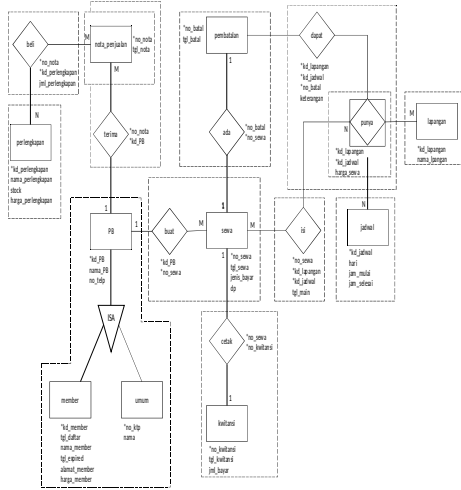 beli
M
nota_penjualan
*no_nota
tgl_nota
*no_nota
*kd_perlengkapan
jml_perlengkapan
M
N
perlengkapan
*kd_perlengkapan
nama_perlengkapan
stock
harga_perlengkapan
terima
*no_nota
*kd_PB
1
PB
1
*kd_PB
nama_PB
no_telp
ISA
member
*kd_member
tgl_daftar
nama_member
tgl_expired
alamat_member
harga_member
umum
*no_ktp
nama
buat
*kd_PB
*no_sewa
M
*no_batal
tgl_batal
pembatalan
1
ada
*no_batal
*no_sewa
1
sewa
M
1
*no_sewa
tgl_sewa
jenis_bayar
dp
cetak
*no_sewa
*no_kwitansi
1
kwitansi
*no_kwitansi
tgl_kwitansi
jml_bayar
dapat
*kd_lapangan
*kd_jadwal
*no_batal
keterangan
punya
N
M
*kd_lapangan
*kd_jadwal
harga_sewa
lapangan
*kd_lapangan
nama_lpangan
isi
*no_sewa
*kd_lapangan
*kd_jadwal
tgl_main
N
jadwal
*kd_jadwal
hari
jam_mulai
jam_selesai